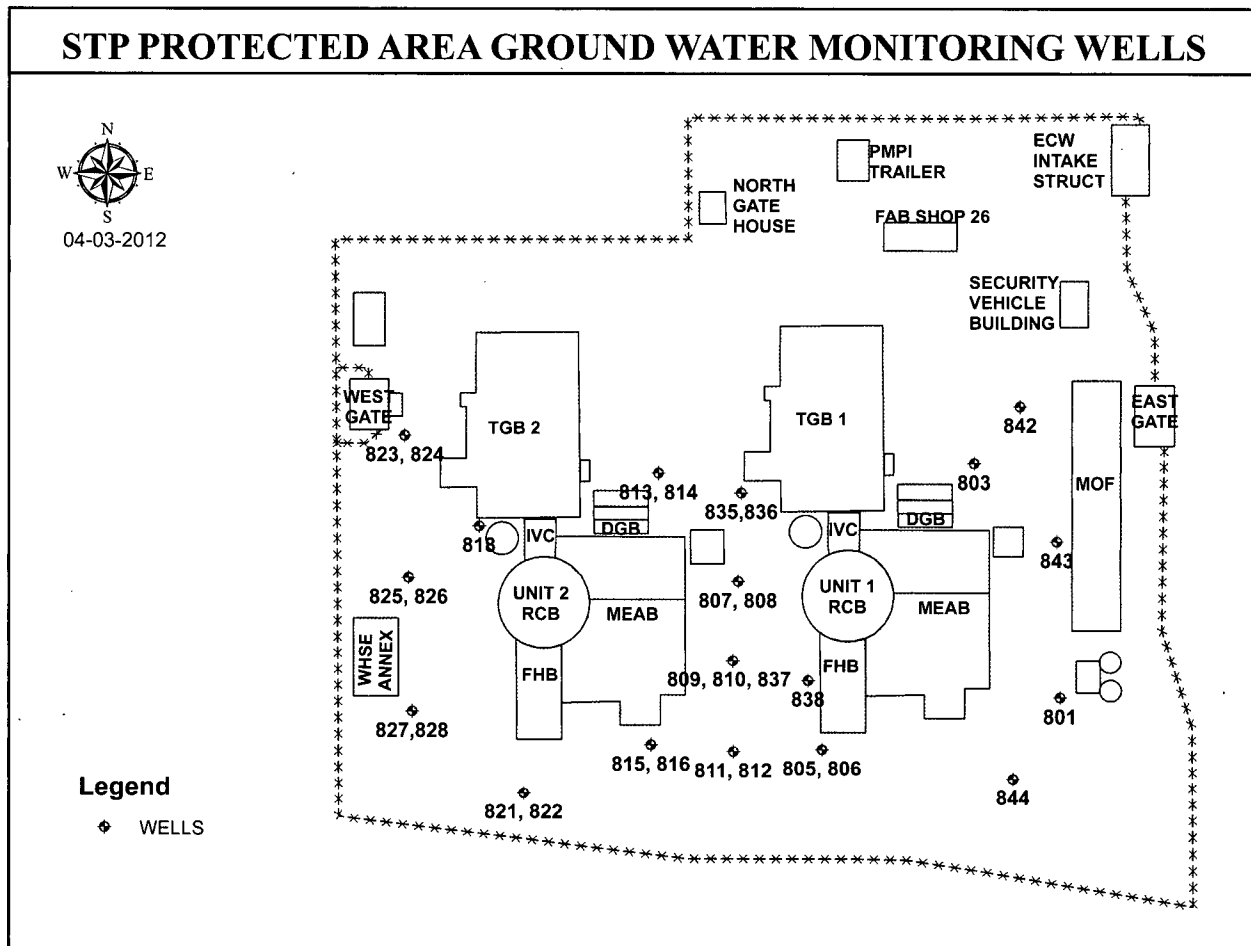 STP PROTECTED AREA GROUND WATER MONITORING WELLS
N
W E
S
04-03-2012
ECW
INTAKE
STRUCT
PMPI
TRAILER
NORTH
GATE
HOUSE
FAB SHOP 26
SECURITY
VEHICLE
BUILDING
WEST
GATE
EAST
GATE
842
TGB 2
TGB 1
823, 824
803
813, 814
MOF
835,836
DGB
DGB
818
IVC
IVC
843
825, 826
UNIT 2
RCB
807, 808
UNIT 1
RCB
MEAB
MEAB
WHSE
ANNEX
FHB
809, 810, 837
FHB
838
801
827,828
815, 816
811, 812
805, 806
844
Legend
821, 822
WELLS